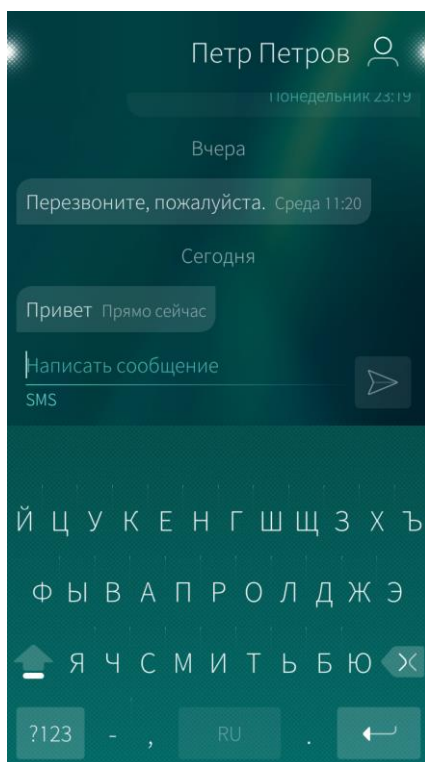 Петр Петров
Понедельник 23:19
Вчера
Перезвоните, пожалуйста. Среда 11:20
Сегодня
Привет Прямо сейчас
Написать сообщение
SMS
Й Ц У К Е Н Г Ш Щ З Х Ъ
Ф Ы В А П Р О Л Д Ж Э
Я Ч С М И Т Ь Б Ю
?123 - , RU .